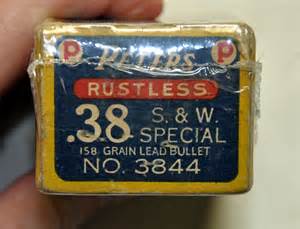 P PETERS P
RUSTLESS
.38 S. & W. SPECIAL
158 GRAIN LEAD BULLET
NO. 3844